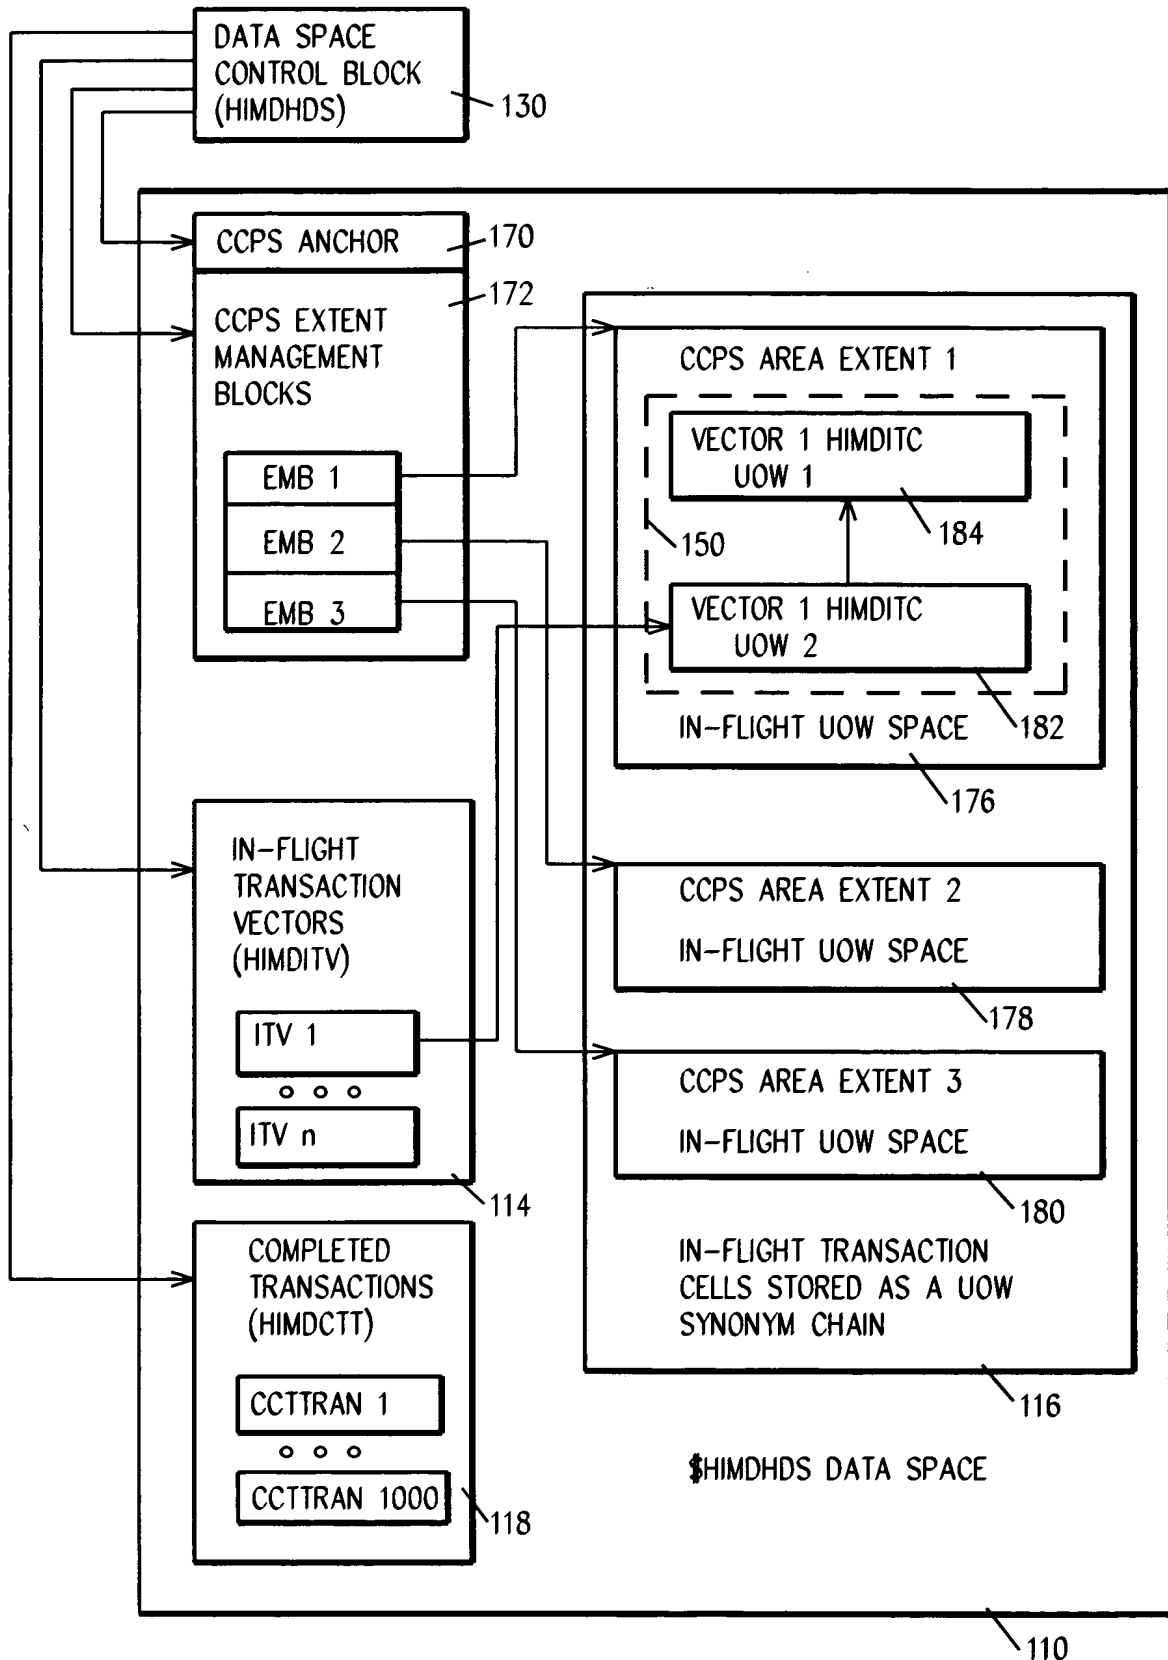 DATA SPACE
CONTROL BLOCK
(HIMDHDS)
130
CCPS ANCHOR
170
172
CCPS EXTENT
MANAGEMENT
BLOCKS
EMB 1
EMB 2
EMB 3
CCPS AREA EXTENT 1
VECTOR 1 HIMDITC
UOW 1
150
184
VECTOR 1 HIMDITC
UOW 2
182
IN-FLIGHT UOW SPACE
176
IN-FLIGHT
TRANSACTION
VECTORS
(HIMDITV)
ITV 1
ITV n
114
CCPS AREA EXTENT 2
IN-FLIGHT UOW SPACE
178
CCPS AREA EXTENT 3
IN-FLIGHT UOW SPACE
180
IN-FLIGHT TRANSACTION
CELLS STORED AS A UOW
SYNONYM CHAIN
116
COMPLETED
TRANSACTIONS
(HIMDCTT)
CCTTRAN 1
CCTTRAN 1000
118
$HIMDHDS DATA SPACE
110